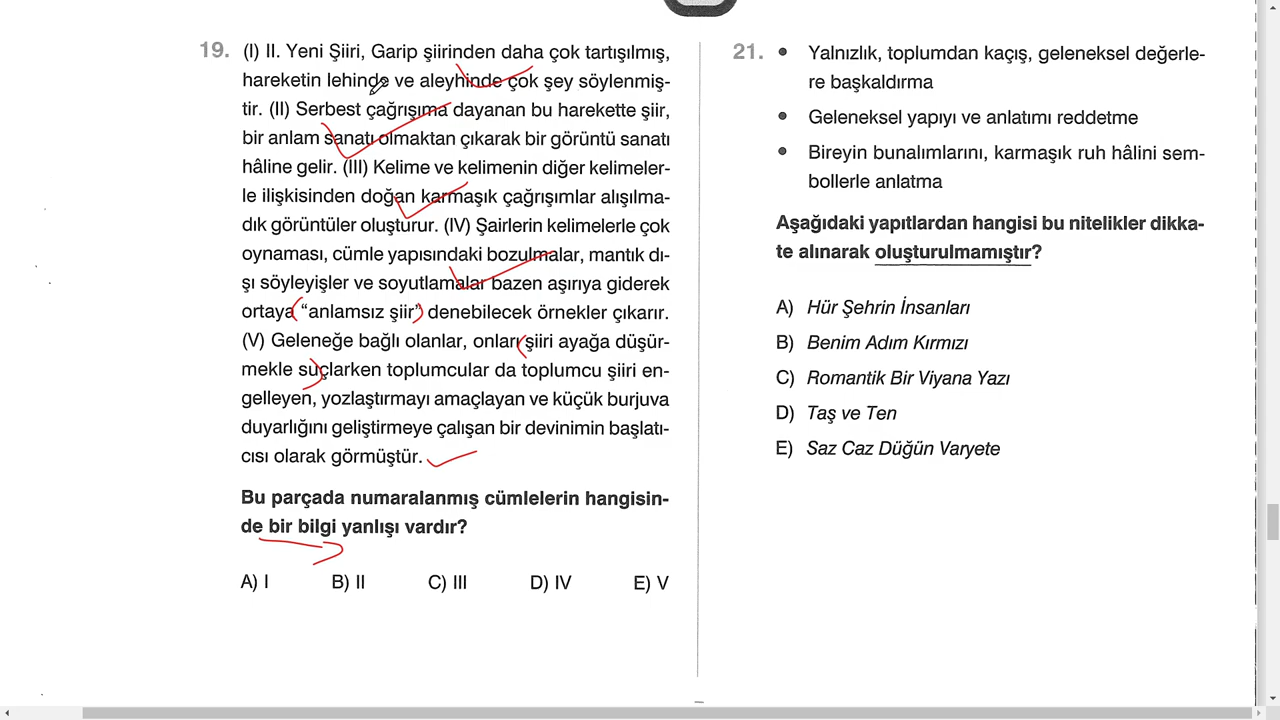 19. (I) II. Yeni Şiiri, Garip şiirinden daha çok tartışılmış,
hareketin lehinde ve aleyhinde çok şey söylenmiş-
tir. (II) Serbest çağrışıma dayanan bu harekette şiir,
bir anlam sanatı olmaktan çıkarak bir görüntü sanatı
hâline gelir. (III) Kelime ve kelimenin diğer kelimeler-
le ilişkisinden doğan karmaşık çağrışımlar alışılma-
dık görüntüler oluşturur. (IV) Şairlerin kelimelerle çok
oynaması, cümle yapısındaki bozulmalar, mantık dı-
şı söyleyişler ve soyutlamalar bazen aşırıya giderek
ortaya “anlamsız şiir” denebilecek örnekler çıkarır.
(V) Geleneğe bağlı olanlar, onları şiiri ayağa düşür-
mekle suçlarken toplumcular da toplumcu şiiri en-
gelleyen, yozlaştırmayı amaçlayan ve küçük burjuva
duyarlığını geliştirmeye çalışan bir devinimin başlatı-
cısı olarak görmüştür.
Bu parçada numaralanmış cümlelerin hangisin-
de bir bilgi yanlışı vardır?
A) I B) II C) III D) IV E) V
21. • Yalnızlık, toplumdan kaçış, geleneksel değerle-
re başkaldırma
• Geleneksel yapıyı ve anlatımı reddetme
• Bireyin bunalımlarını, karmaşık ruh hâlini sem-
bollerle anlatma
Aşağıdaki yapıtlardan hangisi bu nitelikler dikka-
te alınarak oluşturulmamıştır?
A) Hür Şehrin İnsanları
B) Benim Adım Kırmızı
C) Romantik Bir Viyana Yazı
D) Taş ve Ten
E) Saz Caz Düğün Varyete